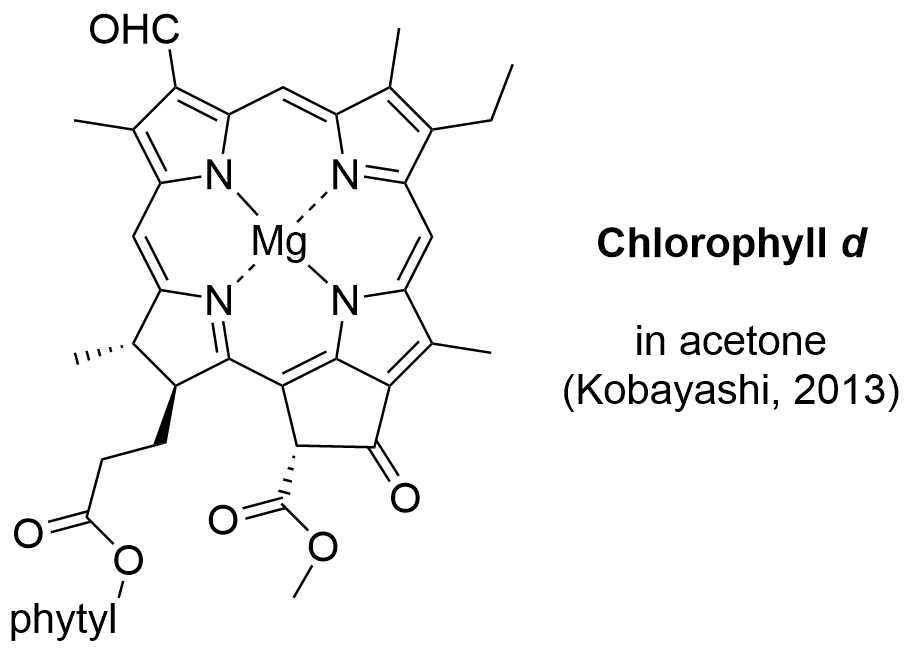 OHC
N
N
Mg
Chlorophyll d
N
N
in acetone
(Kobayashi, 2013)
O
O
O
O
O
phytyl